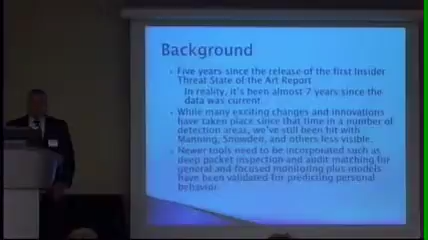 Background
Five years since the release of the first Insider
Threat State of the Art Report
In reality, it's been almost 7 years since the
data was current.
While many exciting changes and innovations
have taken place since that time in a number of
detection areas, we've still been hit with
Manning, Snowden, and others less visible.
Newer tools need to be incorporated such as
deep packet inspection and audit matching for
general and focused monitoring plus models
have been validated for predicting personal
behavior.